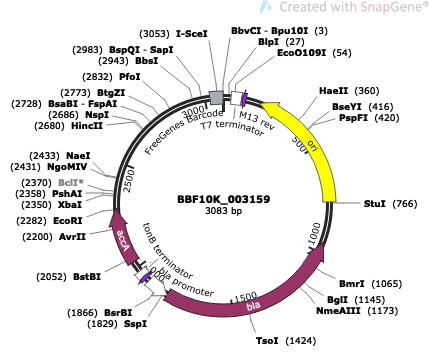 Created with SnapGene®
(3053) I-SceI
BbvCI - Bpu10I (3)
(2983) BspQI - SapI
BlpI (27)
(2943) BbsI
EcoO109I (54)
(2832) PfoI
(2773) BtgZI
(2728) BsaBI - FspAI
(2686) NspI
(2680) HincII
HaeII (360)
BseYI (416)
PspFI (420)
(2433) NaeI
(2431) NgoMIV
(2370) BclI*
(2358) PshAI
(2350) XbaI
(2282) EcoRI
(2200) AvrII
StuI (766)
(2052) BstBI
(1866) BsrBI
(1829) SspI
BmrI (1065)
BglI (1145)
NmeAIII (1173)
TsoI (1424)
FreeGenes Barcode
T7 terminator
M13 rev
ori
3000
500
2500
1000
1500
BBF10K_003159
3083 bp
accA
tonB terminator
bla promoter
bla